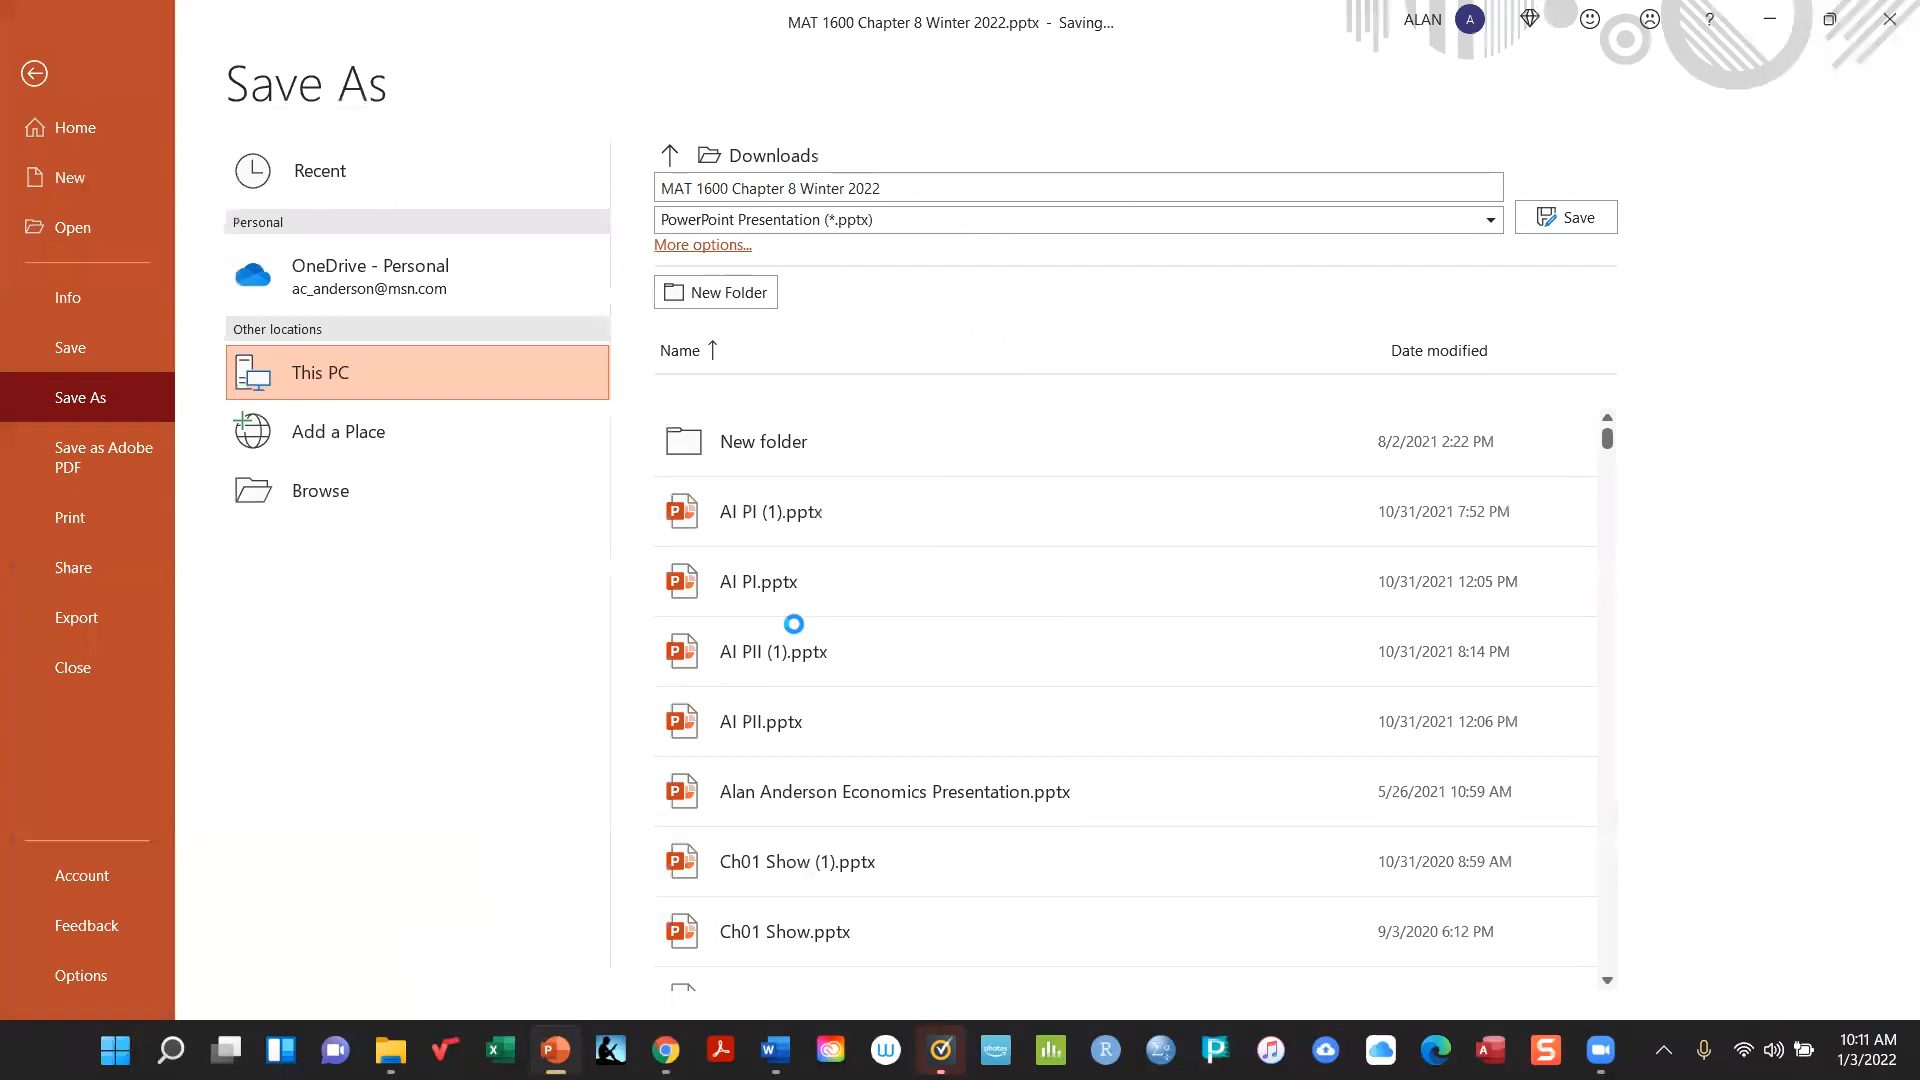 MAT 1600 Chapter 8 Winter 2022.pptx - Saving...
ALAN
A
?
Save As
Home
New
Open
Info
Save
Save As
Save as Adobe
PDF
Print
Share
Export
Close
Account
Feedback
Options
Recent
Personal
OneDrive - Personal
ac_anderson@msn.com
Other locations
This PC
Add a Place
Browse
Downloads
MAT 1600 Chapter 8 Winter 2022
PowerPoint Presentation (*.pptx)
Save
More options...
New Folder
Name
Date modified
New folder 8/2/2021 2:22 PM
AI PI (1).pptx 10/31/2021 7:52 PM
AI PI.pptx 10/31/2021 12:05 PM
AI PII (1).pptx 10/31/2021 8:14 PM
AI PII.pptx 10/31/2021 12:06 PM
Alan Anderson Economics Presentation.pptx 5/26/2021 10:59 AM
Ch01 Show (1).pptx 10/31/2020 8:59 AM
Ch01 Show.pptx 9/3/2020 6:12 PM
10:11 AM
1/3/2022